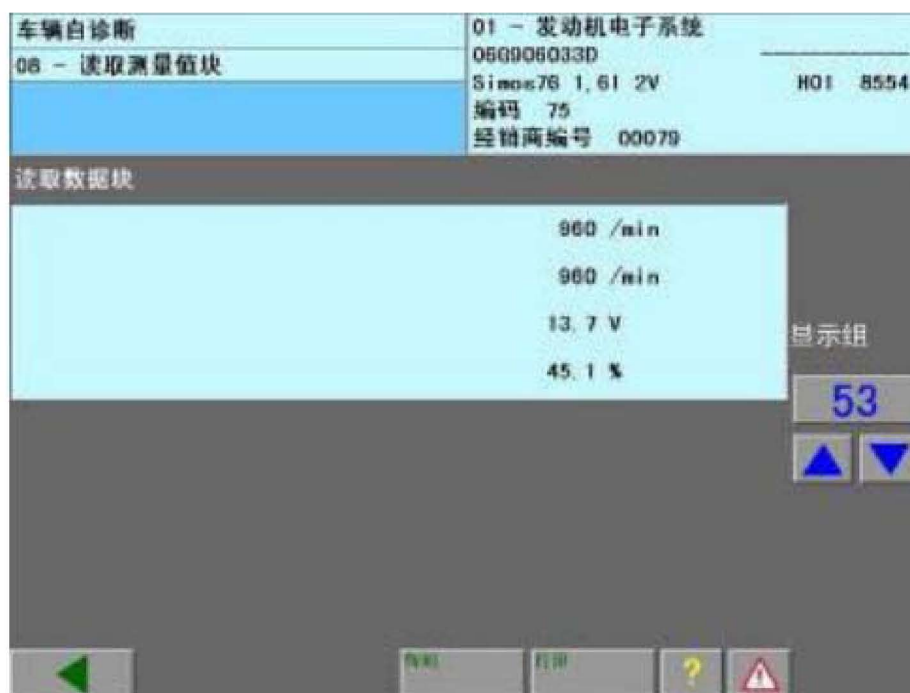 车辆自诊断
08 - 读取测量值块
01 - 发动机电子系统
06G906033D
Simos76 1,6l 2V H01 8554
编码 75
经销商编号 00079
读取数据块
960 /min
960 /min
13.7 V
45.1 %
显示组
53
?